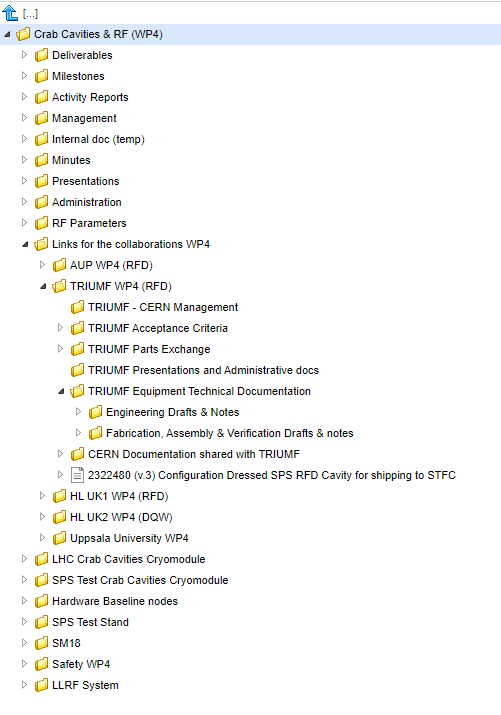 [...]
Crab Cavities & RF (WP4)
Deliverables
Milestones
Activity Reports
Management
Internal doc (temp)
Minutes
Presentations
Administration
RF Parameters
Links for the collaborations WP4
AUP WP4 (RFD)
TRIUMF WP4 (RFD)
TRIUMF - CERN Management
TRIUMF Acceptance Criteria
TRIUMF Parts Exchange
TRIUMF Presentations and Administrative docs
TRIUMF Equipment Technical Documentation
Engineering Drafts & Notes
Fabrication, Assembly & Verification Drafts & notes
CERN Documentation shared with TRIUMF
2322480 (v.3) Configuration Dressed SPS RFD Cavity for shipping to STFC
HL UK1 WP4 (RFD)
HL UK2 WP4 (DQW)
Uppsala University WP4
LHC Crab Cavities Cryomodule
SPS Test Crab Cavities Cryomodule
Hardware Baseline nodes
SPS Test Stand
SM18
Safety WP4
LLRF System